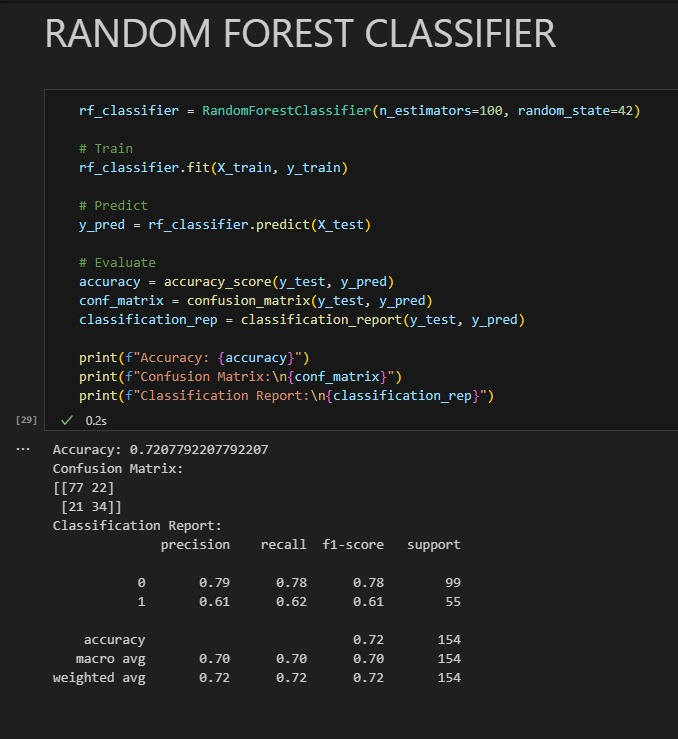 RANDOM FOREST CLASSIFIER
rf_classifier = RandomForestClassifier(n_estimators=100, random_state=42)
# Train
rf_classifier.fit(X_train, y_train)
# Predict
y_pred = rf_classifier.predict(X_test)
# Evaluate
accuracy = accuracy_score(y_test, y_pred)
conf_matrix = confusion_matrix(y_test, y_pred)
classification_rep = classification_report(y_test, y_pred)
print(f"Accuracy: {accuracy}")
print(f"Confusion Matrix:\n{conf_matrix}")
print(f"Classification Report:\n{classification_rep}")
[29] ✓ 0.2s
... Accuracy: 0.7207792207792207
Confusion Matrix:
[[77 22]
[21 34]]
Classification Report:
precision recall f1-score support
0 0.79 0.78 0.78 99
1 0.61 0.62 0.61 55
accuracy 0.72 154
macro avg 0.70 0.70 0.70 154
weighted avg 0.72 0.72 0.72 154